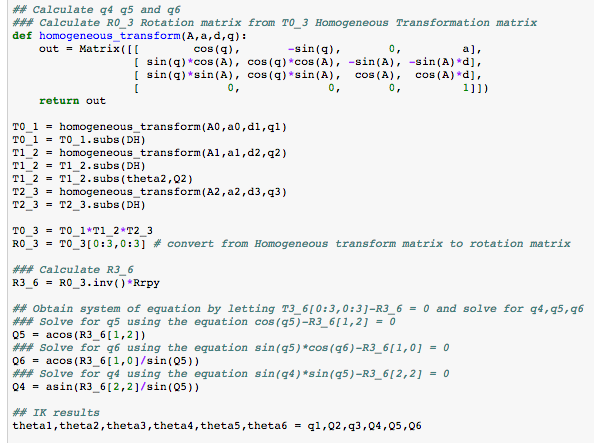 ## Calculate q4 q5 and q6
### Calculate R0_3 Rotation matrix from T0_3 Homogeneous Transformation matrix
def homogeneous_transform(A,a,d,q):
    out = Matrix([[        cos(q),       -sin(q),       0,         a],
                  [ sin(q)*cos(A), cos(q)*cos(A), -sin(A), -sin(A)*d],
                  [ sin(q)*sin(A), cos(q)*sin(A),  cos(A),  cos(A)*d],
                  [             0,             0,       0,         1]])
    return out
T0_1 = homogeneous_transform(A0,a0,d1,q1)
T0_1 = T0_1.subs(DH)
T1_2 = homogeneous_transform(A1,a1,d2,q2)
T1_2 = T1_2.subs(DH)
T1_2 = T1_2.subs(theta2,Q2)
T2_3 = homogeneous_transform(A2,a2,d3,q3)
T2_3 = T2_3.subs(DH)
T0_3 = T0_1*T1_2*T2_3
R0_3 = T0_3[0:3,0:3] # convert from Homogeneous transform matrix to rotation matrix
### Calculate R3_6
R3_6 = R0_3.inv()*Rrpy
## Obtain system of equation by letting T3_6[0:3,0:3]-R3_6 = 0 and solve for q4,q5,q6
### Solve for q5 using the equation cos(q5)-R3_6[1,2] = 0
Q5 = acos(R3_6[1,2])
### Solve for q6 using the equation sin(q5)*cos(q6)-R3_6[1,0] = 0
Q6 = acos(R3_6[1,0]/sin(Q5))
### Solve for q4 using the equation sin(q4)*sin(q5)-R3_6[2,2] = 0
Q4 = asin(R3_6[2,2]/sin(Q5))
## IK results
theta1,theta2,theta3,theta4,theta5,theta6 = q1,Q2,q3,Q4,Q5,Q6